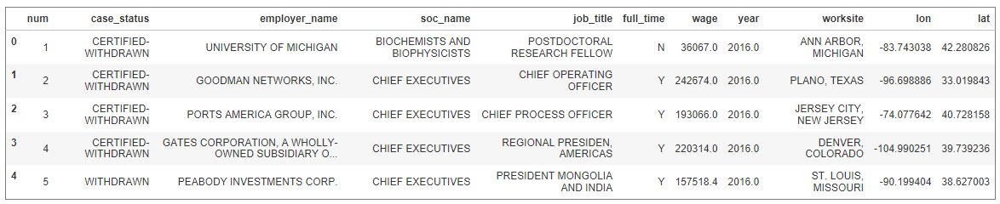 num case_status employer_name soc_name job_title full_time wage year worksite lon lat
0 1 CERTIFIED-WITHDRAWN UNIVERSITY OF MICHIGAN BIOCHEMISTS AND BIOPHYSICISTS POSTDOCTORAL RESEARCH FELLOW N 36067.0 2016.0 ANN ARBOR, MICHIGAN -83.743038 42.280826
1 2 CERTIFIED-WITHDRAWN GOODMAN NETWORKS, INC. CHIEF EXECUTIVES CHIEF OPERATING OFFICER Y 242674.0 2016.0 PLANO, TEXAS -96.698886 33.019843
2 3 CERTIFIED-WITHDRAWN PORTS AMERICA GROUP, INC. CHIEF EXECUTIVES CHIEF PROCESS OFFICER Y 193066.0 2016.0 JERSEY CITY, NEW JERSEY -74.077642 40.728158
3 4 CERTIFIED-WITHDRAWN GATES CORPORATION, A WHOLLY-OWNED SUBSIDIARY O... CHIEF EXECUTIVES REGIONAL PRESIDEN, AMERICAS Y 220314.0 2016.0 DENVER, COLORADO -104.990251 39.739236
4 5 WITHDRAWN PEABODY INVESTMENTS CORP. CHIEF EXECUTIVES PRESIDENT MONGOLIA AND INDIA Y 157518.4 2016.0 ST. LOUIS, MISSOURI -90.199404 38.627003